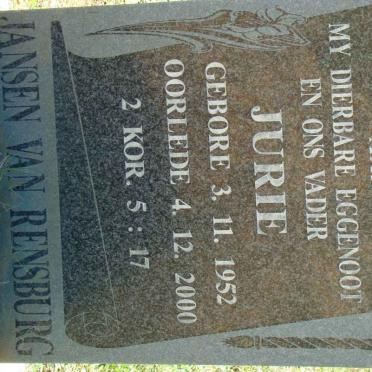 MY DIERBARE EGGENOOT
EN ONS VADER
JURIE
GEBORE 3. 11. 1952
OORLEDE 4. 12. 2000
2 KOR. 5 : 17
JANSEN VAN RENSBURG